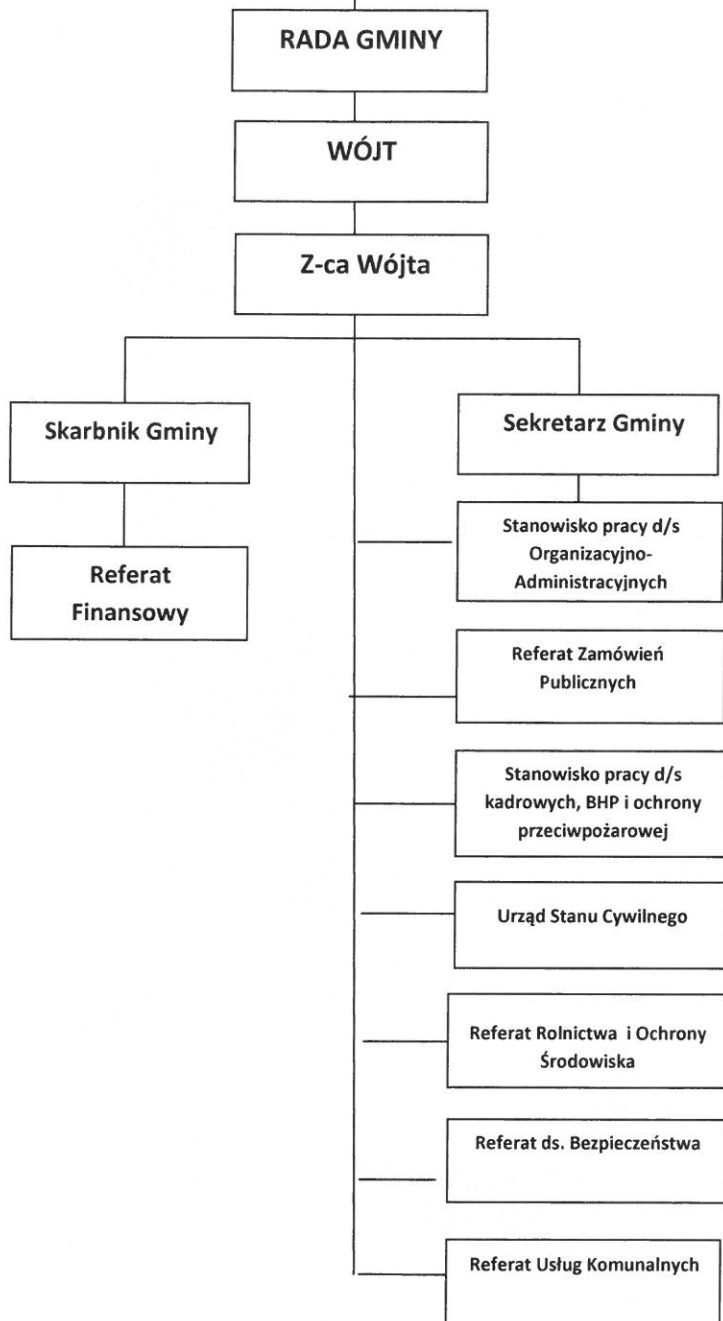 RADA GMINY
WÓJT
Z-ca Wójta
Skarbnik Gminy
Referat
Finansowy
Sekretarz Gminy
Stanowisko pracy d/s
Organizacyjno-
Administracyjnych
Referat Zamówień
Publicznych
Stanowisko pracy d/s
kadrowych, BHP i ochrony
przeciwpożarowej
Urząd Stanu Cywilnego
Referat Rolnictwa i Ochrony
Środowiska
Referat ds. Bezpieczeństwa
Referat Usług Komunalnych